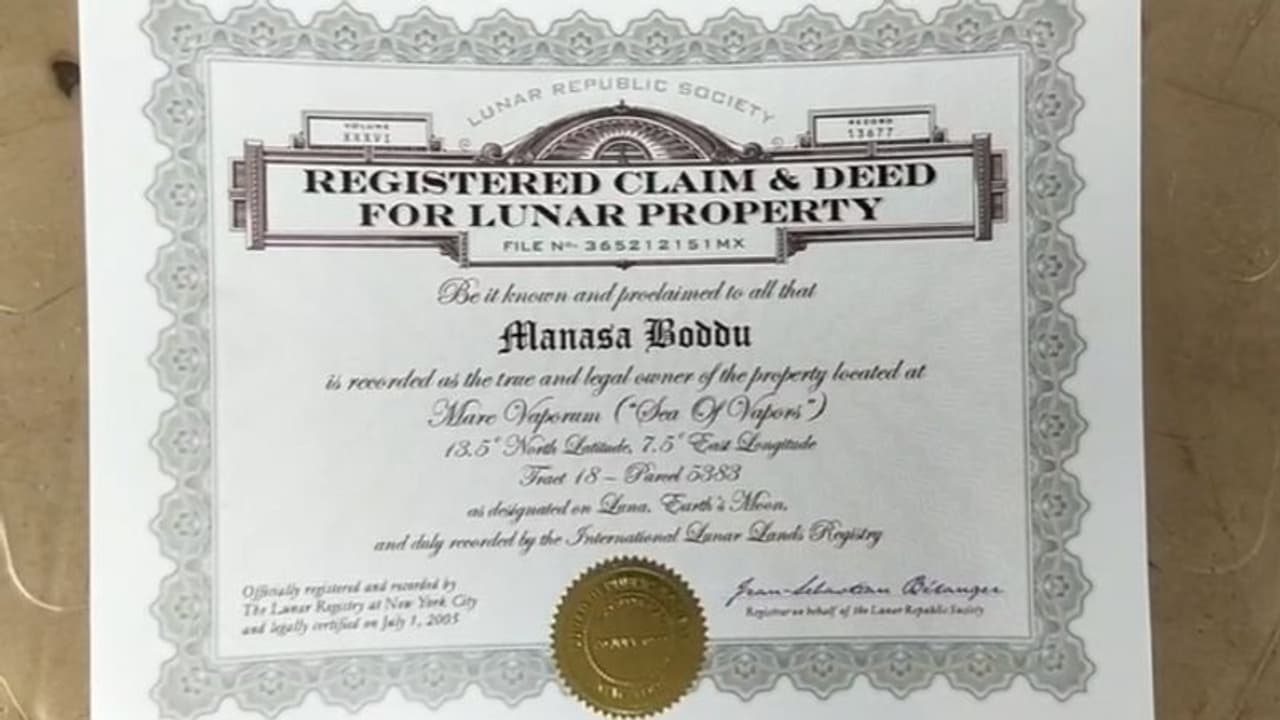 LUNAR REPUBLIC SOCIETY
VOLUME
XXXVI
RECORD
13677
REGISTERED CLAIM & DEED
FOR LUNAR PROPERTY
FILE No. 365212151MX
Be it known and proclaimed to all that
Manasa Boddu
is recorded as the true and legal owner of the property located at
Mare Vaporum ("Sea Of Vapors")
13.5° North Latitude, 7.5° East Longitude
Tract 18 – Parcel 5383
as designated on Luna, Earth's Moon,
and duly recorded by the International Lunar Lands Registry
Officially registered and recorded by
The Lunar Registry at New York City
and legally certified on July 1, 2005
Jean-Sebastian Béranger
Registrar on behalf of the Lunar Republic Society